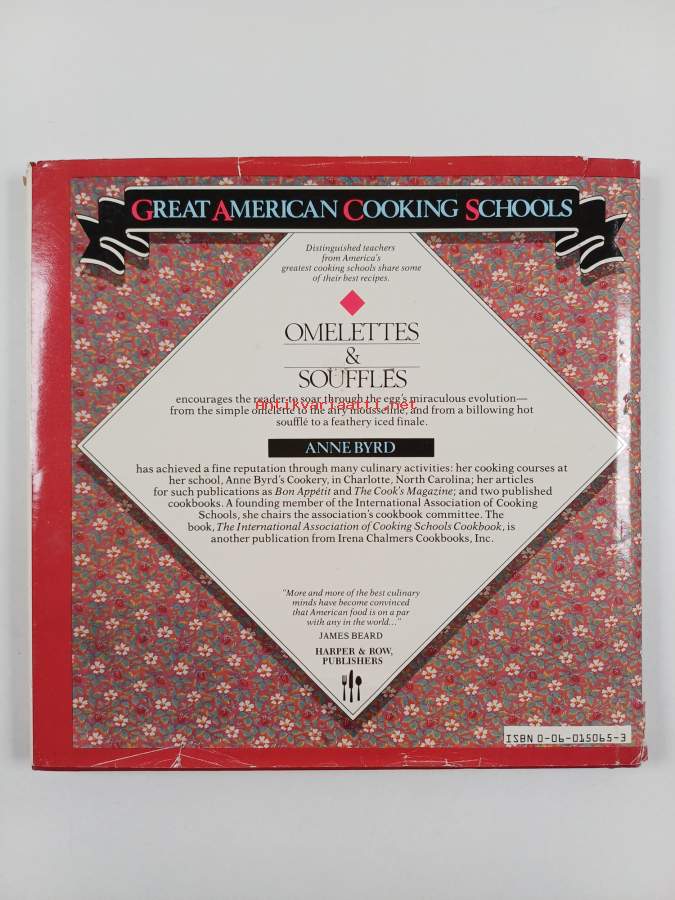 GREAT AMERICAN COOKING SCHOOLS
Distinguished teachers
from America's
greatest cooking schools share some
of their best recipes.
OMELETTES
&
SOUFFLÉS
encourages the reader to soar through the egg's miraculous evolution—
from the simple omelette to the airy mousseline, and from a billowing hot
soufflé to a feathery iced finale.
antikvariaatti.net
ANNE BYRD
has achieved a fine reputation through many culinary activities: her cooking courses at
her school, Anne Byrd's Cookery, in Charlotte, North Carolina; her articles
for such publications as Bon Appétit and The Cook's Magazine; and two published
cookbooks. A founding member of the International Association of Cooking
Schools, she chairs the association's cookbook committee. The
book, The International Association of Cooking Schools Cookbook, is
another publication from Irena Chalmers Cookbooks, Inc.
"More and more of the best culinary
minds have become convinced
that American food is on a par
with any in the world..."
JAMES BEARD
HARPER & ROW,
PUBLISHERS
ISBN 0-06-015065-3